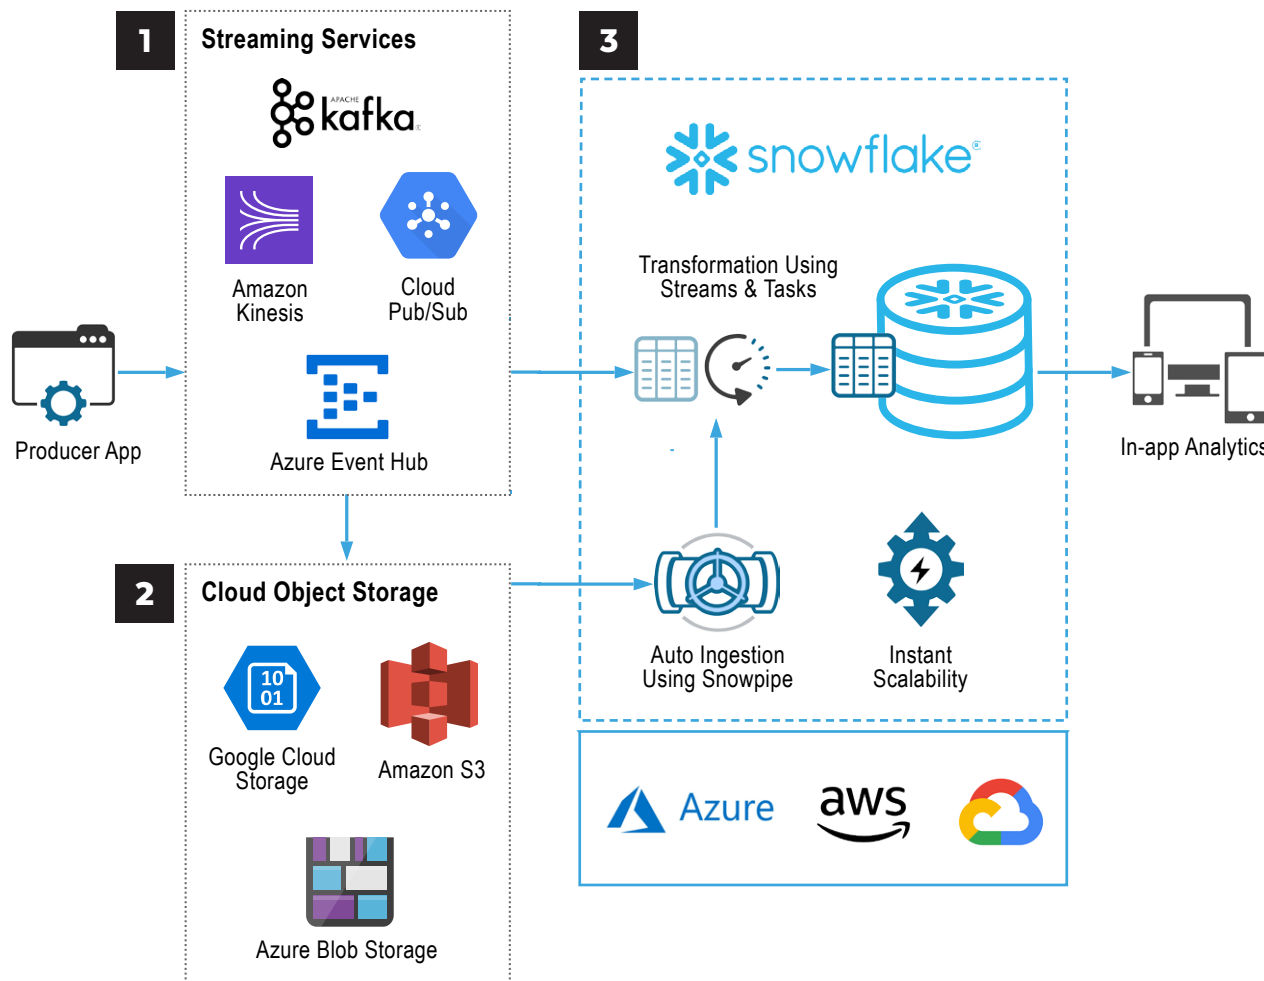 1
Streaming Services
APACHE
kafka
Amazon
Kinesis
Cloud
Pub/Sub
Azure Event Hub
Producer App
2
Cloud Object Storage
10
01
Google Cloud
Storage
Amazon S3
Azure Blob Storage
3
snowflake
Transformation Using
Streams & Tasks
Auto Ingestion
Using Snowpipe
Instant
Scalability
Azure
aws
In-app Analytics